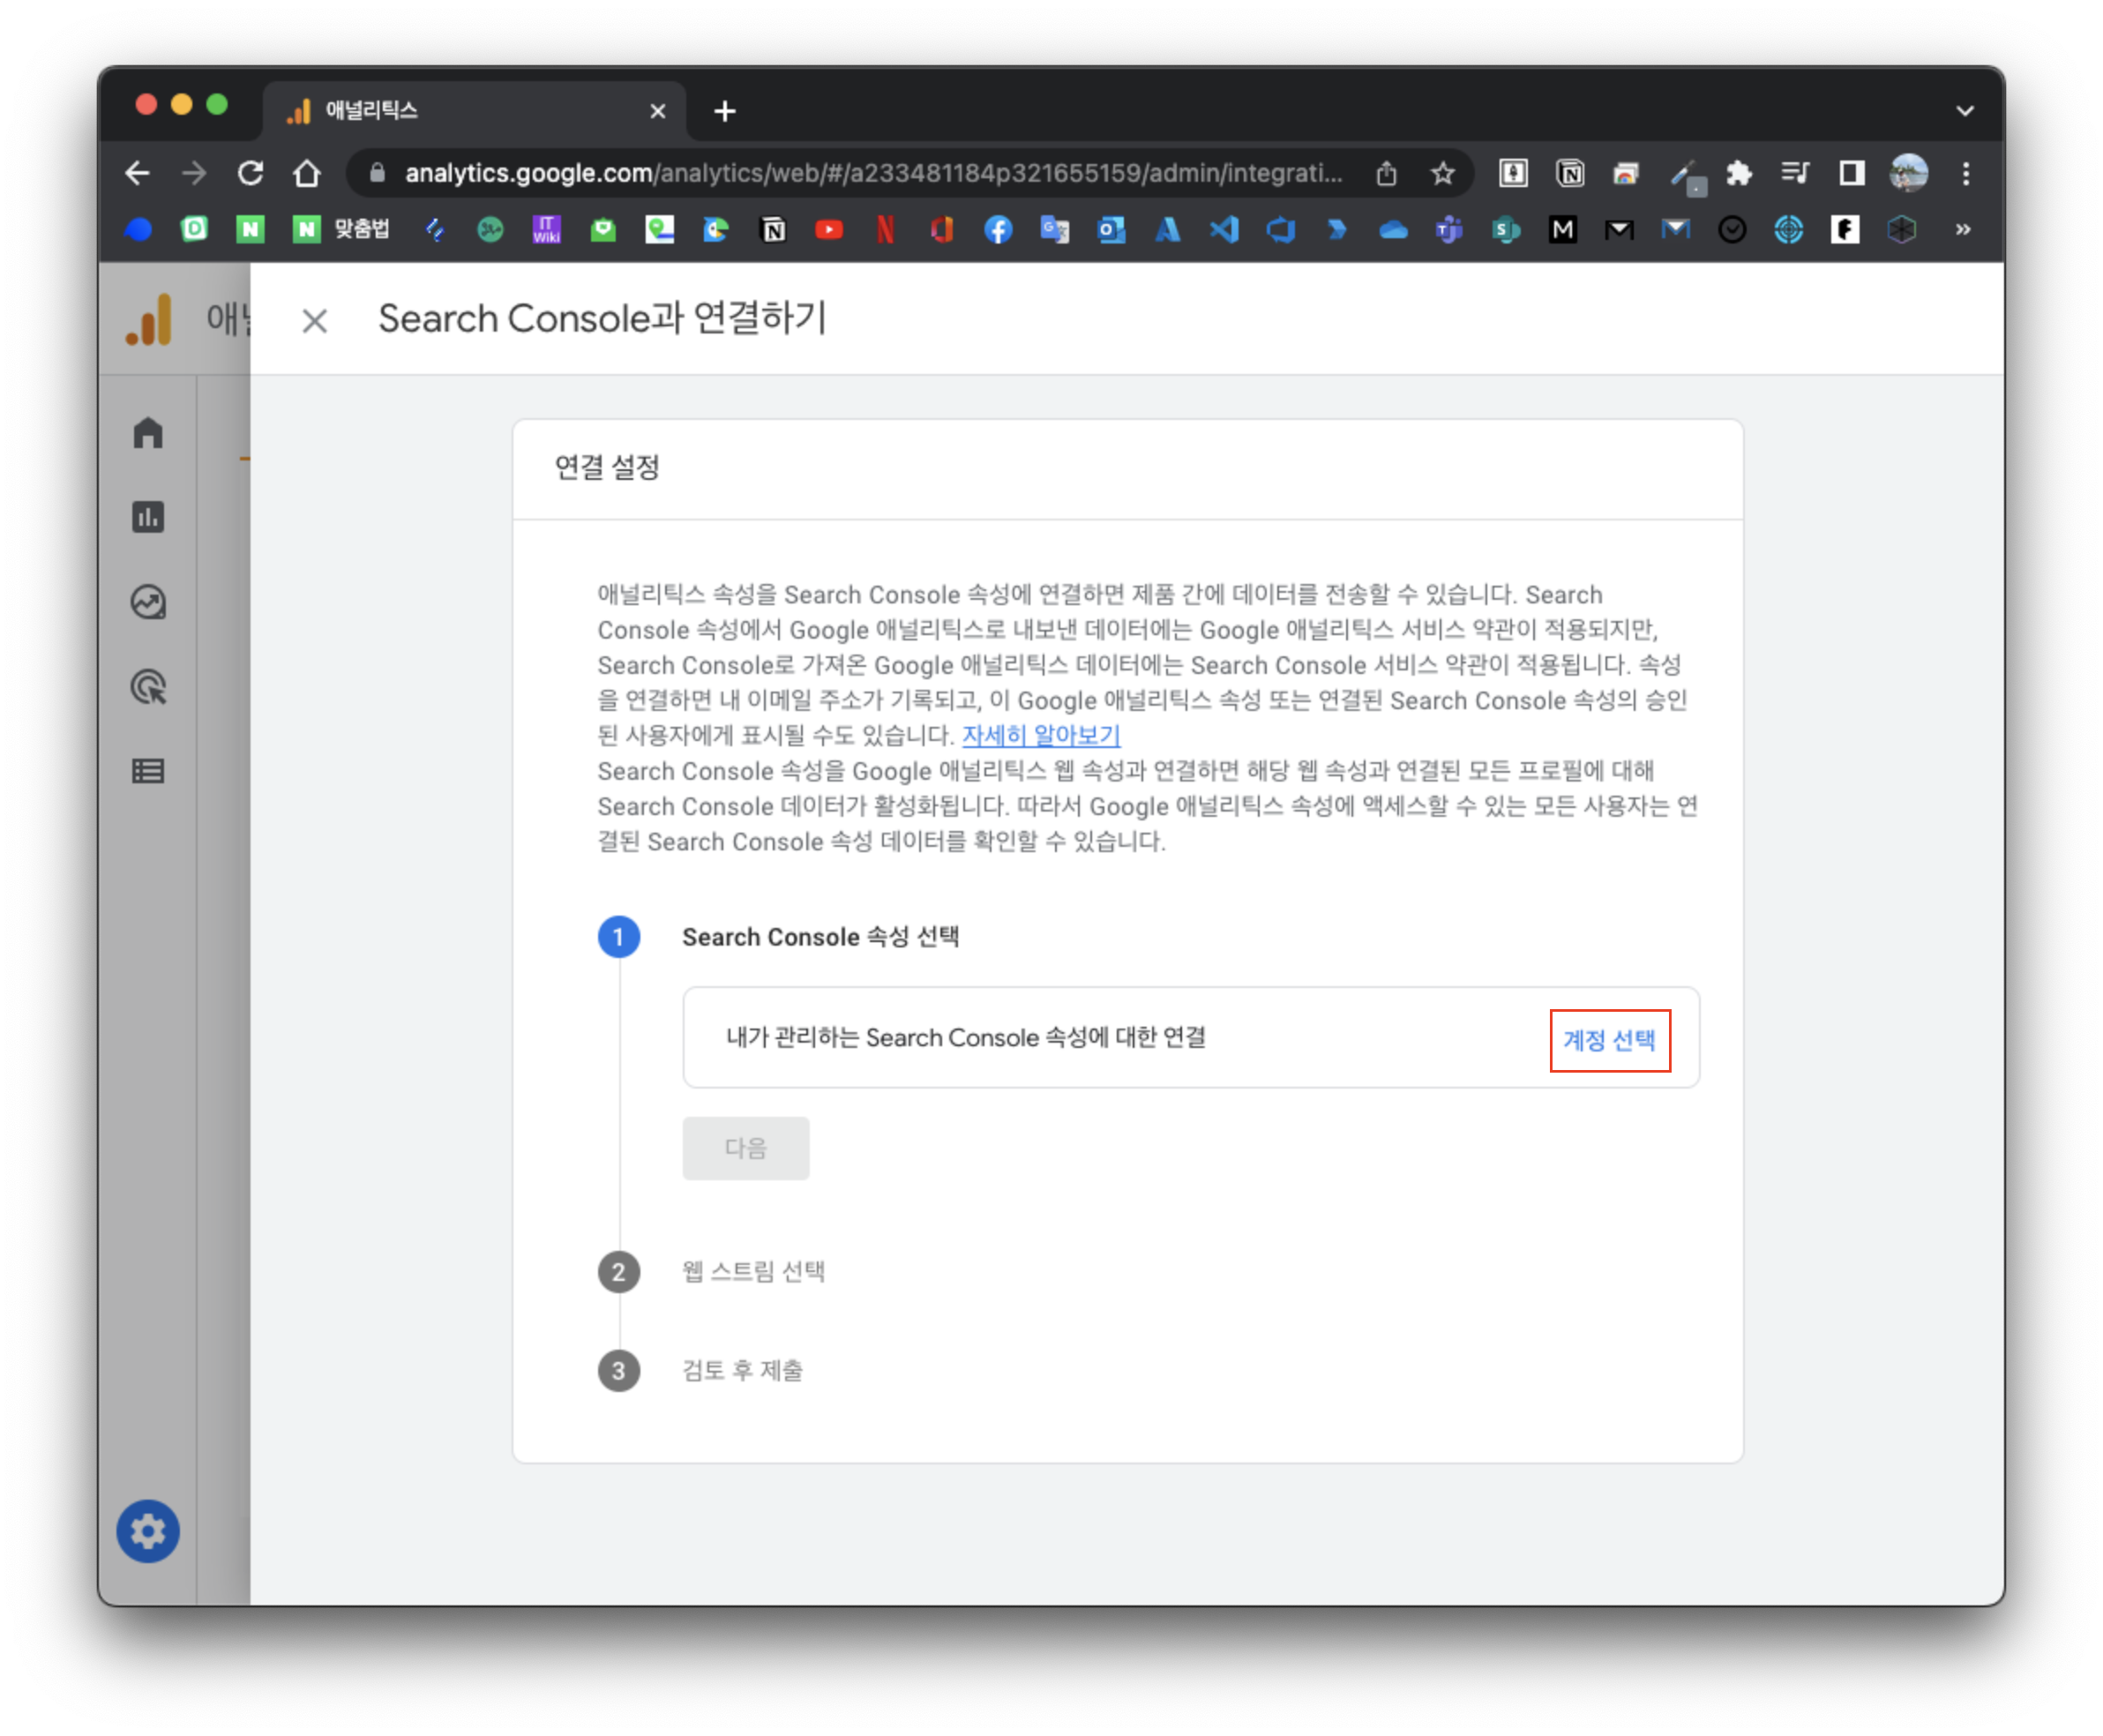 애널리틱스
analytics.google.com/analytics/web/#/a233481184p321655159/admin/integrati...
맞춤법
IT
Wiki
애널
Search Console과 연결하기
연결 설정
애널리틱스 속성을 Search Console 속성에 연결하면 제품 간에 데이터를 전송할 수 있습니다. Search
Console 속성에서 Google 애널리틱스로 내보낸 데이터에는 Google 애널리틱스 서비스 약관이 적용되지만,
Search Console로 가져온 Google 애널리틱스 데이터에는 Search Console 서비스 약관이 적용됩니다. 속성
을 연결하면 내 이메일 주소가 기록되고, 이 Google 애널리틱스 속성 또는 연결된 Search Console 속성의 승인
된 사용자에게 표시될 수도 있습니다. 자세히 알아보기
Search Console 속성을 Google 애널리틱스 웹 속성과 연결하면 해당 웹 속성과 연결된 모든 프로필에 대해
Search Console 데이터가 활성화됩니다. 따라서 Google 애널리틱스 속성에 액세스할 수 있는 모든 사용자는 연
결된 Search Console 속성 데이터를 확인할 수 있습니다.
1 Search Console 속성 선택
내가 관리하는 Search Console 속성에 대한 연결 계정 선택
다음
2 웹 스트림 선택
3 검토 후 제출